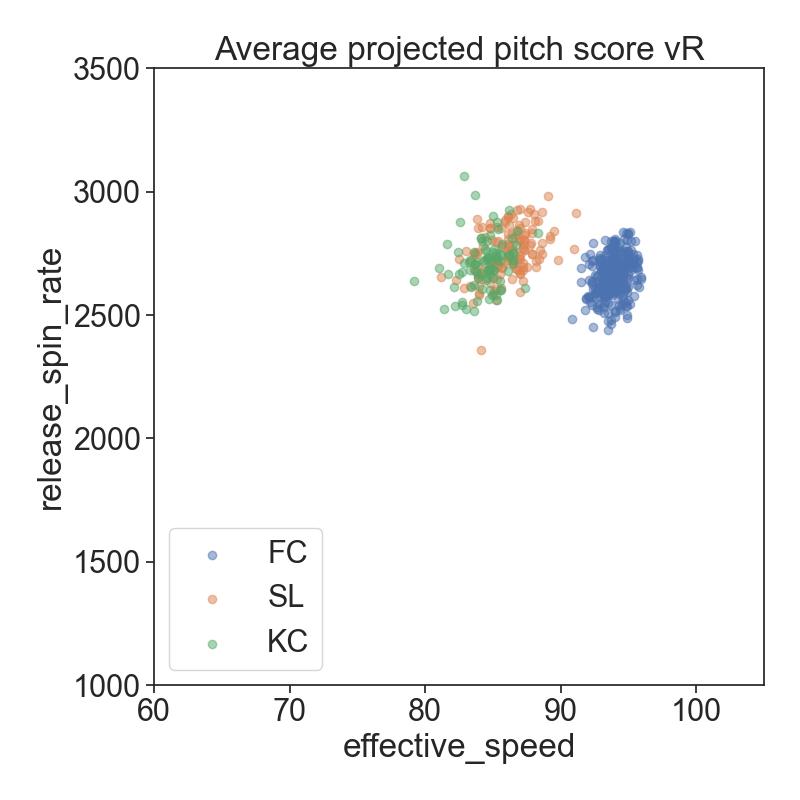 Average projected pitch score vR
3500
3000
2500
2000
1500
1000
release_spin_rate
FC
SL
KC
60 70 80 90 100
effective_speed